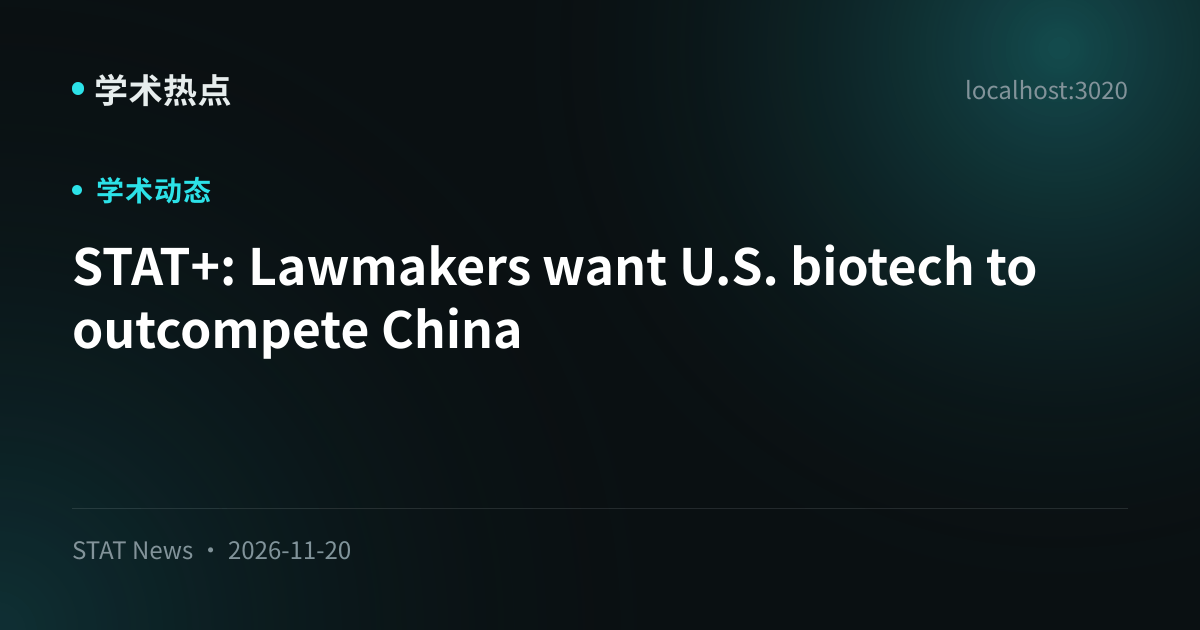 学术热点
localhost:3020
学术动态
STAT+: Lawmakers want U.S. biotech to
outcompete China
STAT News · 2026-11-20